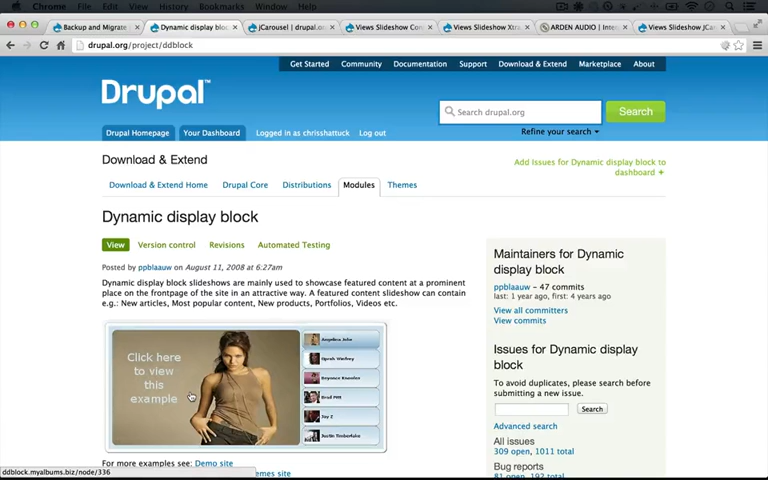 Chrome File Edit View History Bookmarks Window Help
Backup and Migrate
Dynamic display bloc
jCarousel | drupal.or
Views Slideshow Con
Views Slideshow Xtra
ARDEN AUDIO | Inte
Views Slideshow JCa
drupal.org/project/ddblock
Get Started Community Documentation Support Download & Extend Marketplace About
Drupal™
Search drupal.org
Search
Refine your search
Drupal Homepage Your Dashboard Logged in as chrisshattuck Log out
Download & Extend
Add Issues for Dynamic display block to
dashboard +
Download & Extend Home Drupal Core Distributions Modules Themes
Dynamic display block
View Version control Revisions Automated Testing
Posted by ppblaauw on August 11, 2008 at 6:27am
Dynamic display block slideshows are mainly used to showcase featured content at a prominent
place on the frontpage of the site in an attractive way. A featured content slideshow can contain
e.g.: New articles, Most popular content, New products, Portfolios, Videos etc.
Click here
to view
this
example
Angelina Jolie
Oprah Winfrey
Beyonce Knowles
Brad Pitt
Jay Z
Justin Timberlake
For more examples see: Demo site
emes site
Maintainers for Dynamic
display block
ppblaauw – 47 commits
last: 1 year ago, first: 4 years ago
View all committers
View commits
Issues for Dynamic display
block
To avoid duplicates, please search before
submitting a new issue.
Search
Advanced search
All issues
309 open, 1011 total
Bug reports
81 open, 192 total
ddblock.myalbums.biz/node/336